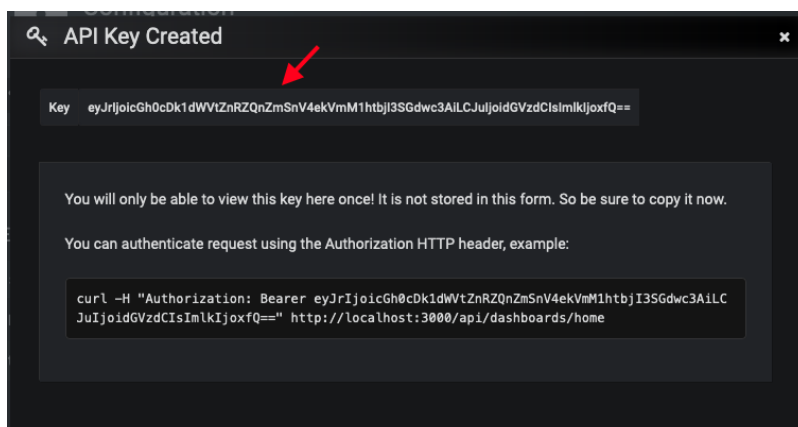 API Key Created
Key eyJrIjoicGh0cDk1dWVtZnRZQnZmSnV4ekVmM1htbjI3SGdwc3AiLCJuIjoidGVzdCIsImlkIjoxfQ==
You will only be able to view this key here once! It is not stored in this form. So be sure to copy it now.
You can authenticate request using the Authorization HTTP header, example:
curl -H "Authorization: Bearer eyJrIjoicGh0cDk1dWVtZnRZQnZmSnV4ekVmM1htbjI3SGdwc3AiLC
JuIjoidGVzdCIsImlkIjoxfQ==" http://localhost:3000/api/dashboards/home